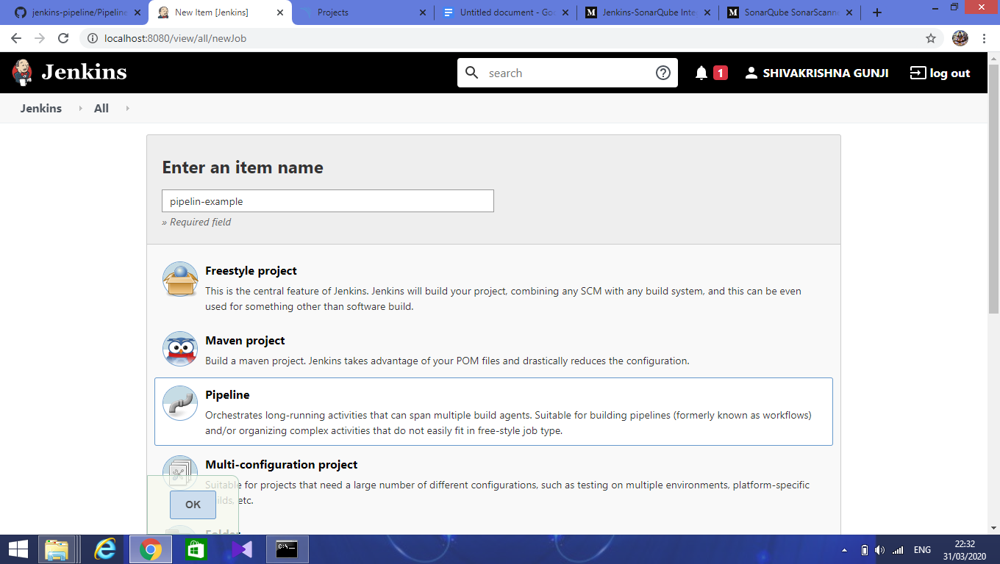 jenkins-pipeline/Pipeline
New Item [Jenkins]
Projects
Untitled document - Go
Jenkins-SonarQube Inte
SonarQube SonarScann
localhost:8080/view/all/newJob
Jenkins
search
1
SHIVAKRISHNA GUNJI
log out
Jenkins
All
Enter an item name
pipelin-example
» Required field
Freestyle project
This is the central feature of Jenkins. Jenkins will build your project, combining any SCM with any build system, and this can be even
used for something other than software build.
Maven project
Build a maven project. Jenkins takes advantage of your POM files and drastically reduces the configuration.
Pipeline
Orchestrates long-running activities that can span multiple build agents. Suitable for building pipelines (formerly known as workflows)
and/or organizing complex activities that do not easily fit in free-style job type.
Multi-configuration project
Suitable for projects that need a large number of different configurations, such as testing on multiple environments, platform-specific
builds, etc.
OK
Folder
ENG
22:32
31/03/2020